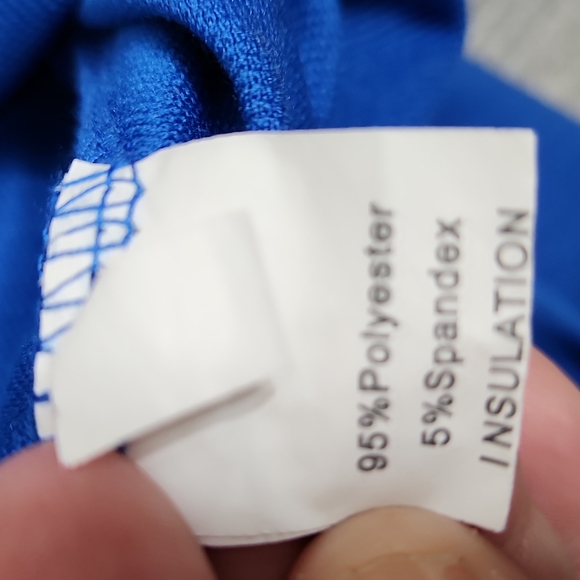 95%Polyester
5%Spandex
INSULATION